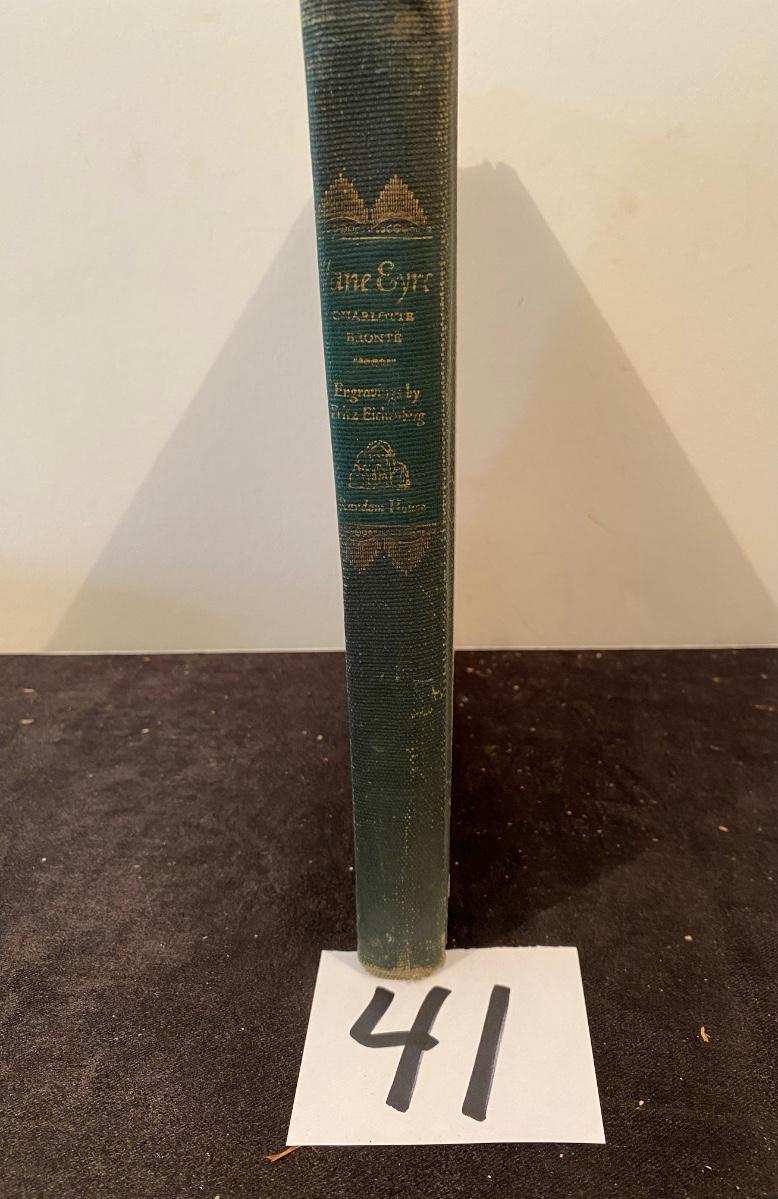 Jane Eyre
CHARLOTTE
BRONTË
Engravings by
Fritz Eichenberg
Random House
41